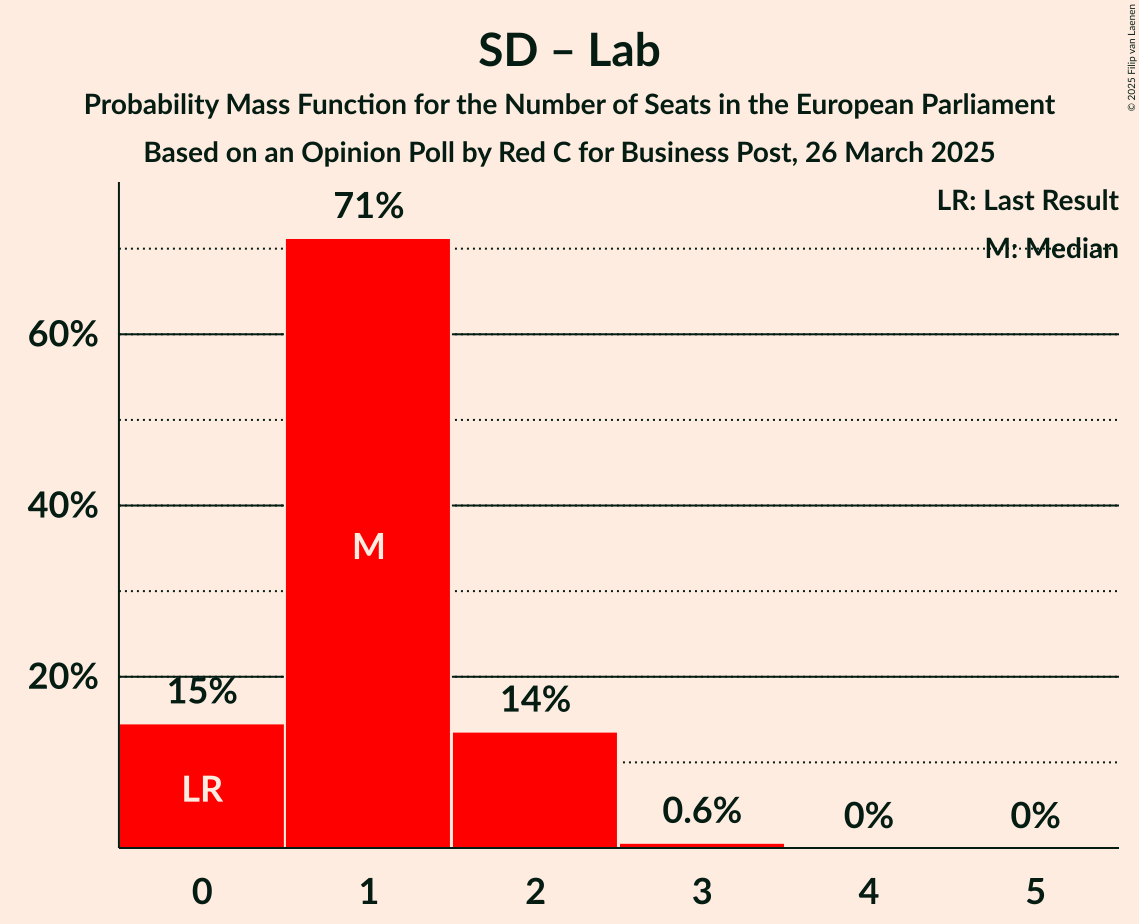 SD – Lab
Probability Mass Function for the Number of Seats in the European Parliament
Based on an Opinion Poll by Red C for Business Post, 26 March 2025
© 2025 Filip van Laenen
LR: Last Result
M: Median
71%
60%
40%
20%
M
15%
14%
LR
0.6%
0%
0%
0
1
2
3
4
5